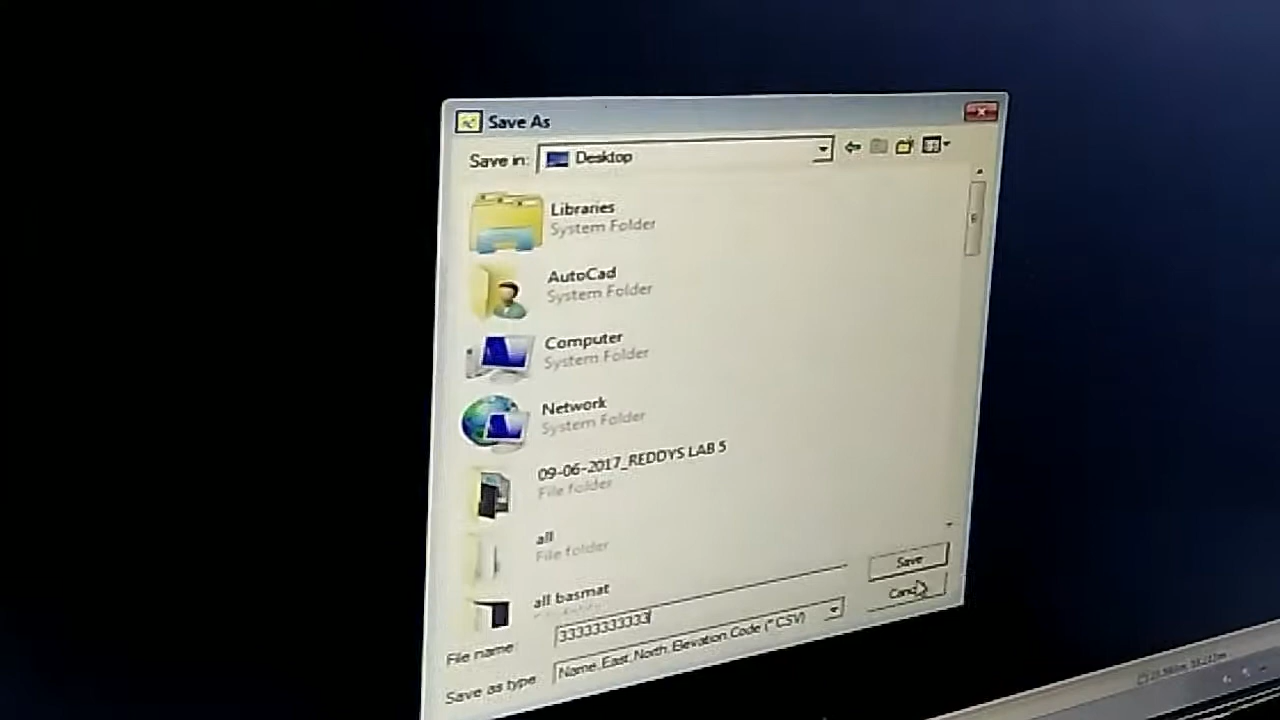 Save As
Save in: Desktop
Libraries
System Folder
AutoCad
System Folder
Computer
System Folder
Network
System Folder
09-06-2017_REDDYS LAB 5
File folder
all
File folder
all basmat
File name
33333333333
Save
Save as type
Name,East,North,Elevation,Code (*.CSV)
Cancel